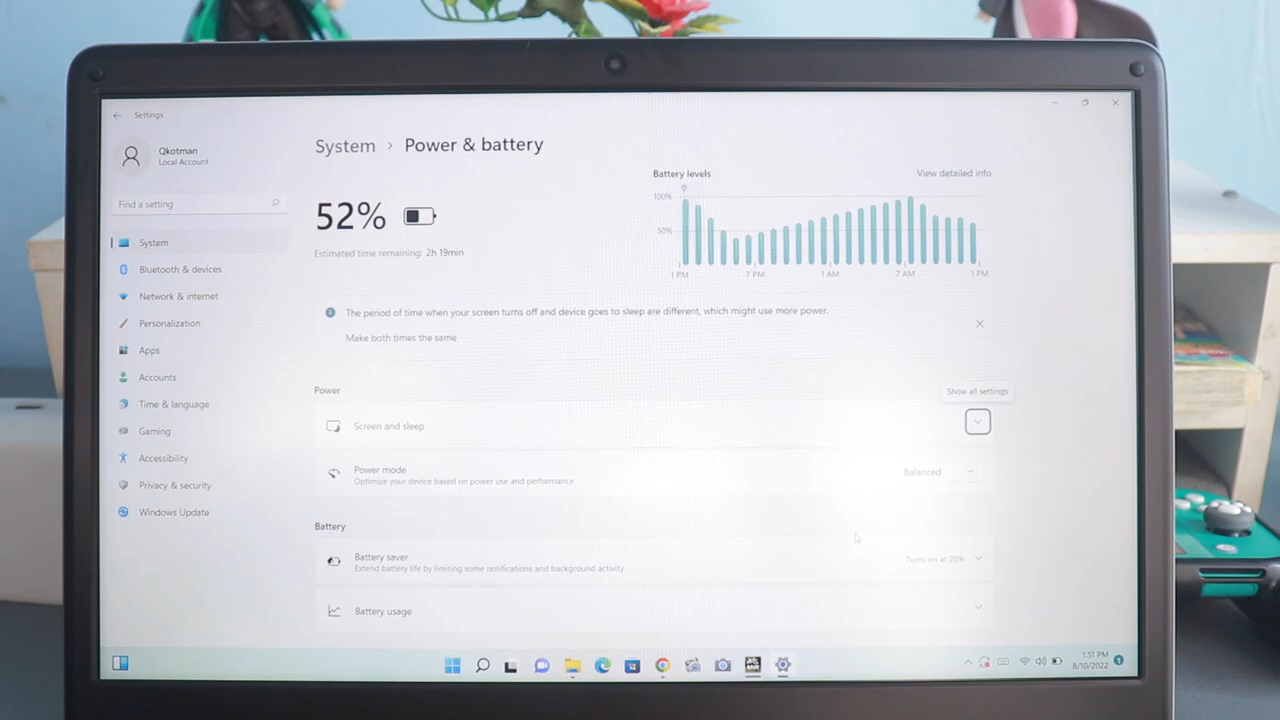 Settings
Qkotman
Local Account
Find a setting
System
Bluetooth & devices
Network & internet
Personalization
Apps
Accounts
Time & language
Gaming
Accessibility
Privacy & security
Windows Update
System › Power & battery
52%
Estimated time remaining: 2h 19min
Battery levels
View detailed info
100%
50%
1 PM 7 PM 1 AM 7 AM 1 PM
The period of time when your screen turns off and device goes to sleep are different, which might use more power.
Make both times the same
Power
Show all settings
Screen and sleep
Power mode
Optimize your device based on power use and performance
Balanced
Battery
Battery saver
Extend battery life by limiting some notifications and background activity
Turns on at 20%
Battery usage
1:51 PM
8/10/2022
1